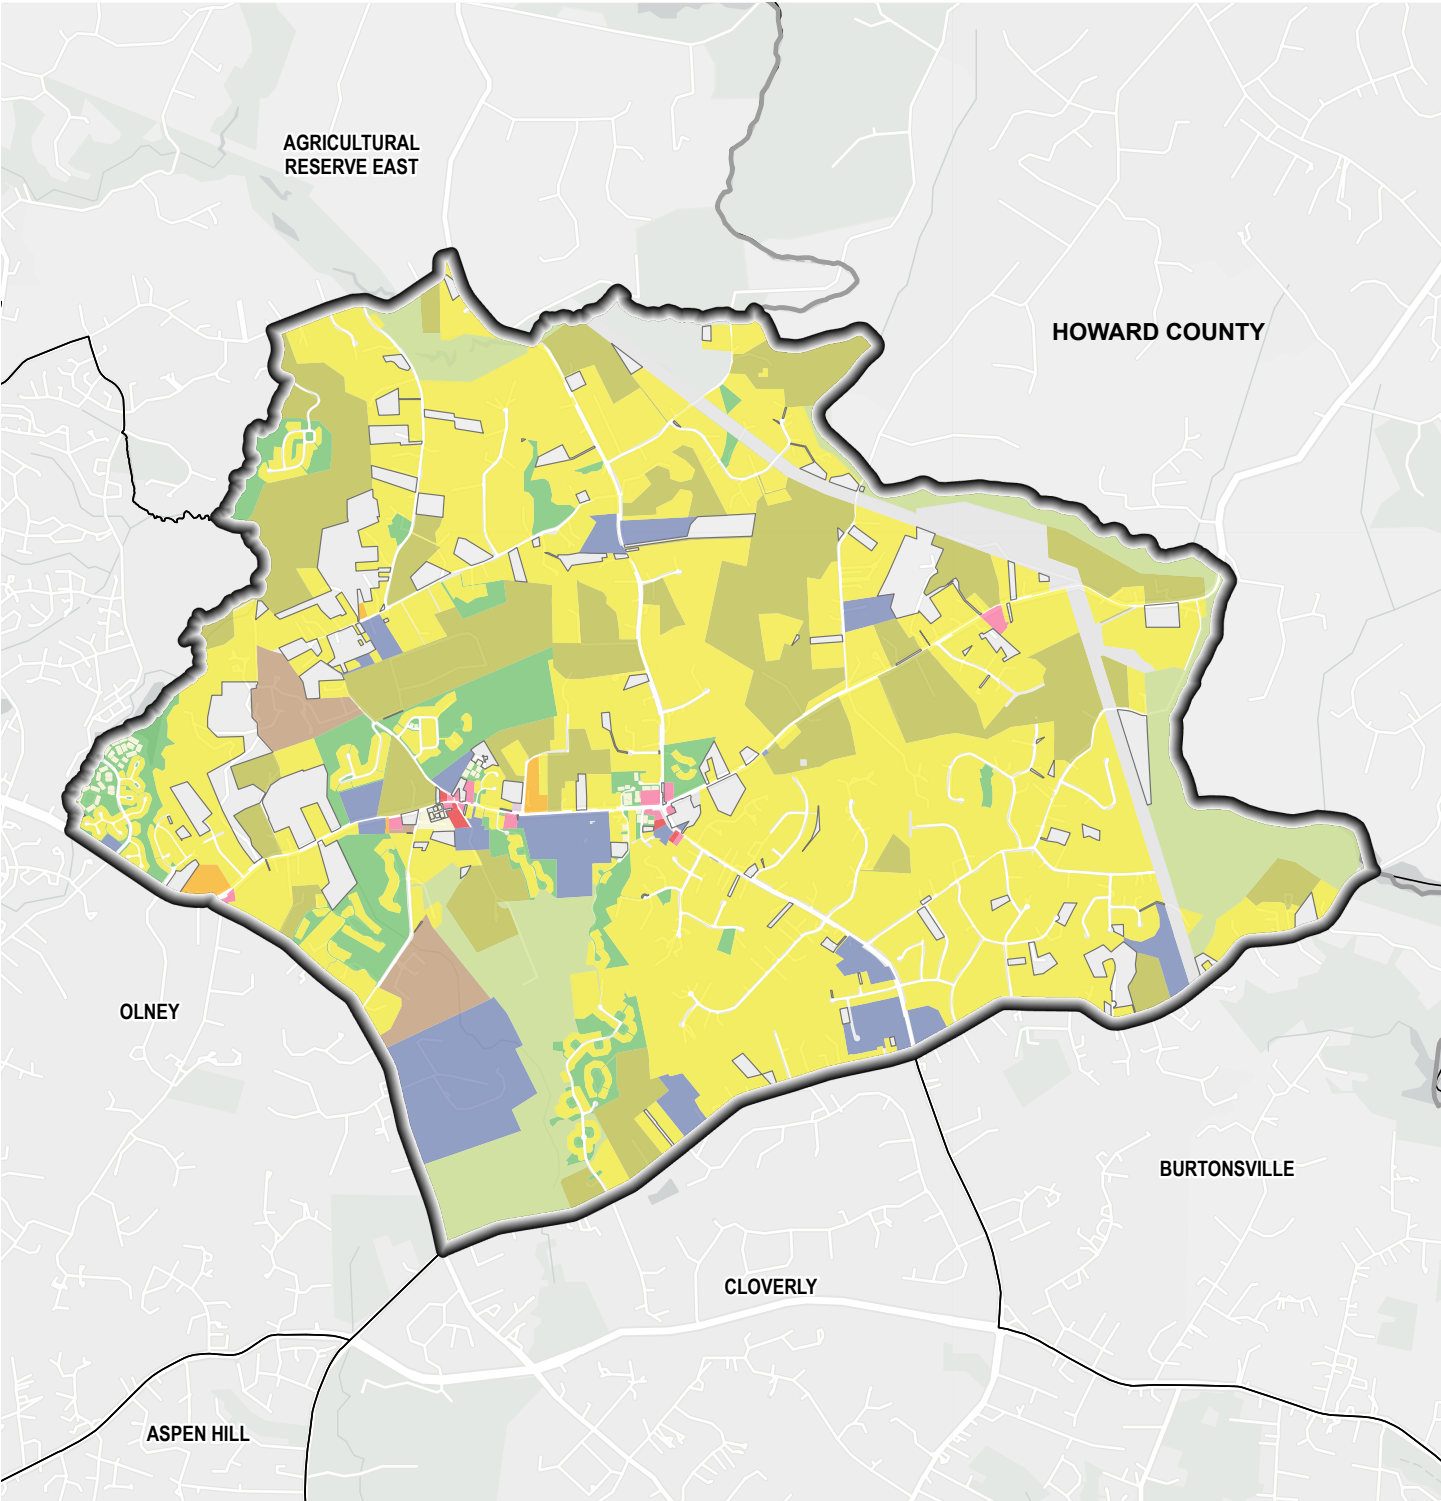 AGRICULTURAL
RESERVE EAST
HOWARD COUNTY
OLNEY
BURTONSVILLE
CLOVERLY
ASPEN HILL